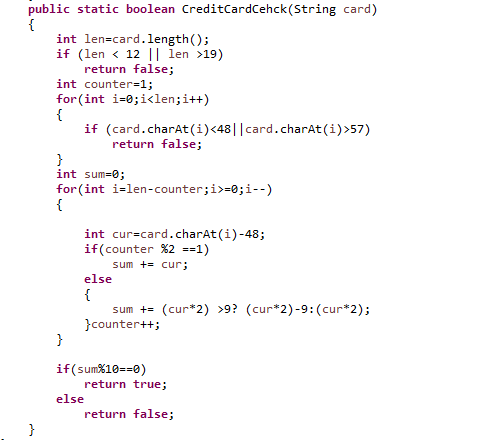 public static boolean CreditCardCehck(String card)
{
int len=card.length();
if (len < 12 || len >19)
return false;
int counter=1;
for(int i=0;i<len;i++)
{
if (card.charAt(i)<48||card.charAt(i)>57)
return false;
}
int sum=0;
for(int i=len-counter;i>=0;i--)
{
int cur=card.charAt(i)-48;
if(counter %2 ==1)
sum += cur;
else
{
sum += (cur*2) >9? (cur*2)-9:(cur*2);
}counter++;
}
if(sum%10==0)
return true;
else
return false;
}